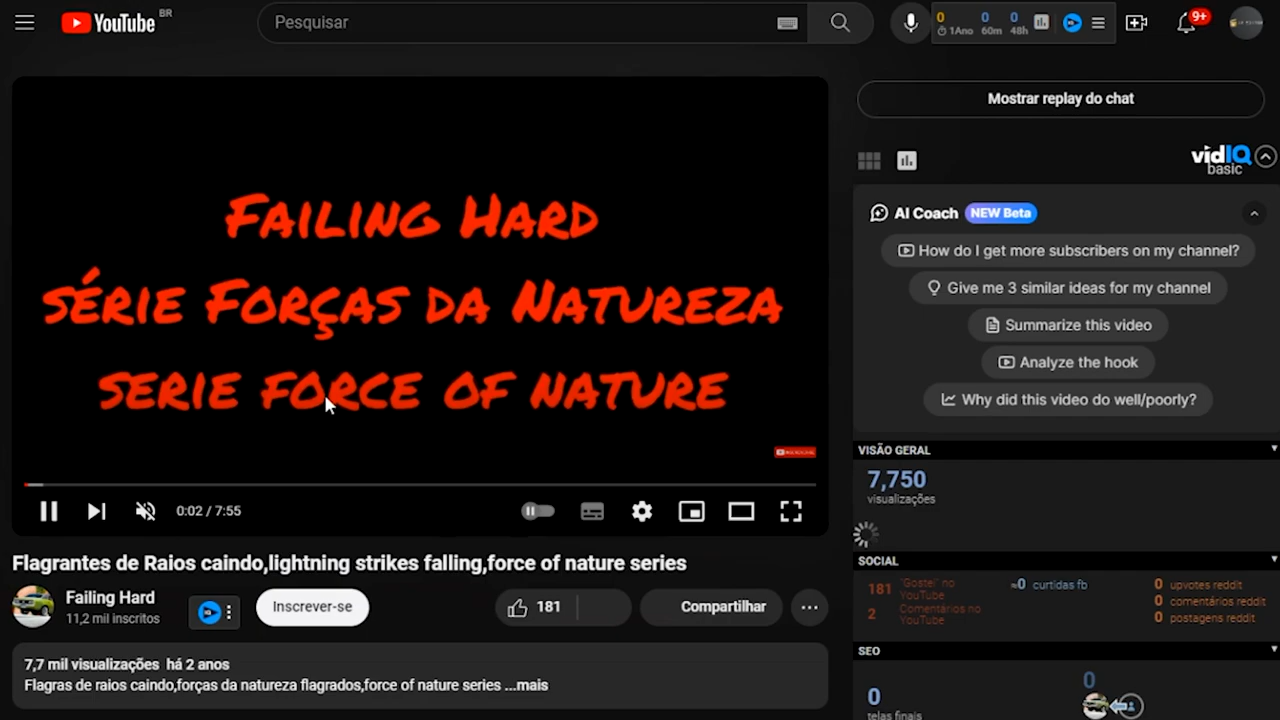 YouTube BR
Pesquisar
0 0 0
1Ano 60m 48h
9+
Failing Hard
série Forças da Natureza
serie force of nature
0:02 / 7:55
Flagrantes de Raios caindo,lightning strikes falling,force of nature series
Failing Hard
11,2 mil inscritos
Inscrever-se
181
Compartilhar
7,7 mil visualizações há 2 anos
Flagras de raios caindo,forças da natureza flagrados,force of nature series ...mais
Mostrar replay do chat
vidIQ
basic
AI Coach NEW Beta
How do I get more subscribers on my channel?
Give me 3 similar ideas for my channel
Summarize this video
Analyze the hook
Why did this video do well/poorly?
VISÃO GERAL
7,750
visualizações
SOCIAL
181 "Gostei" no YouTube
2 Comentários no YouTube
≈0 curtidas fb
0 upvotes reddit
0 comentários reddit
0 postagens reddit
SEO
0
telas finais
0